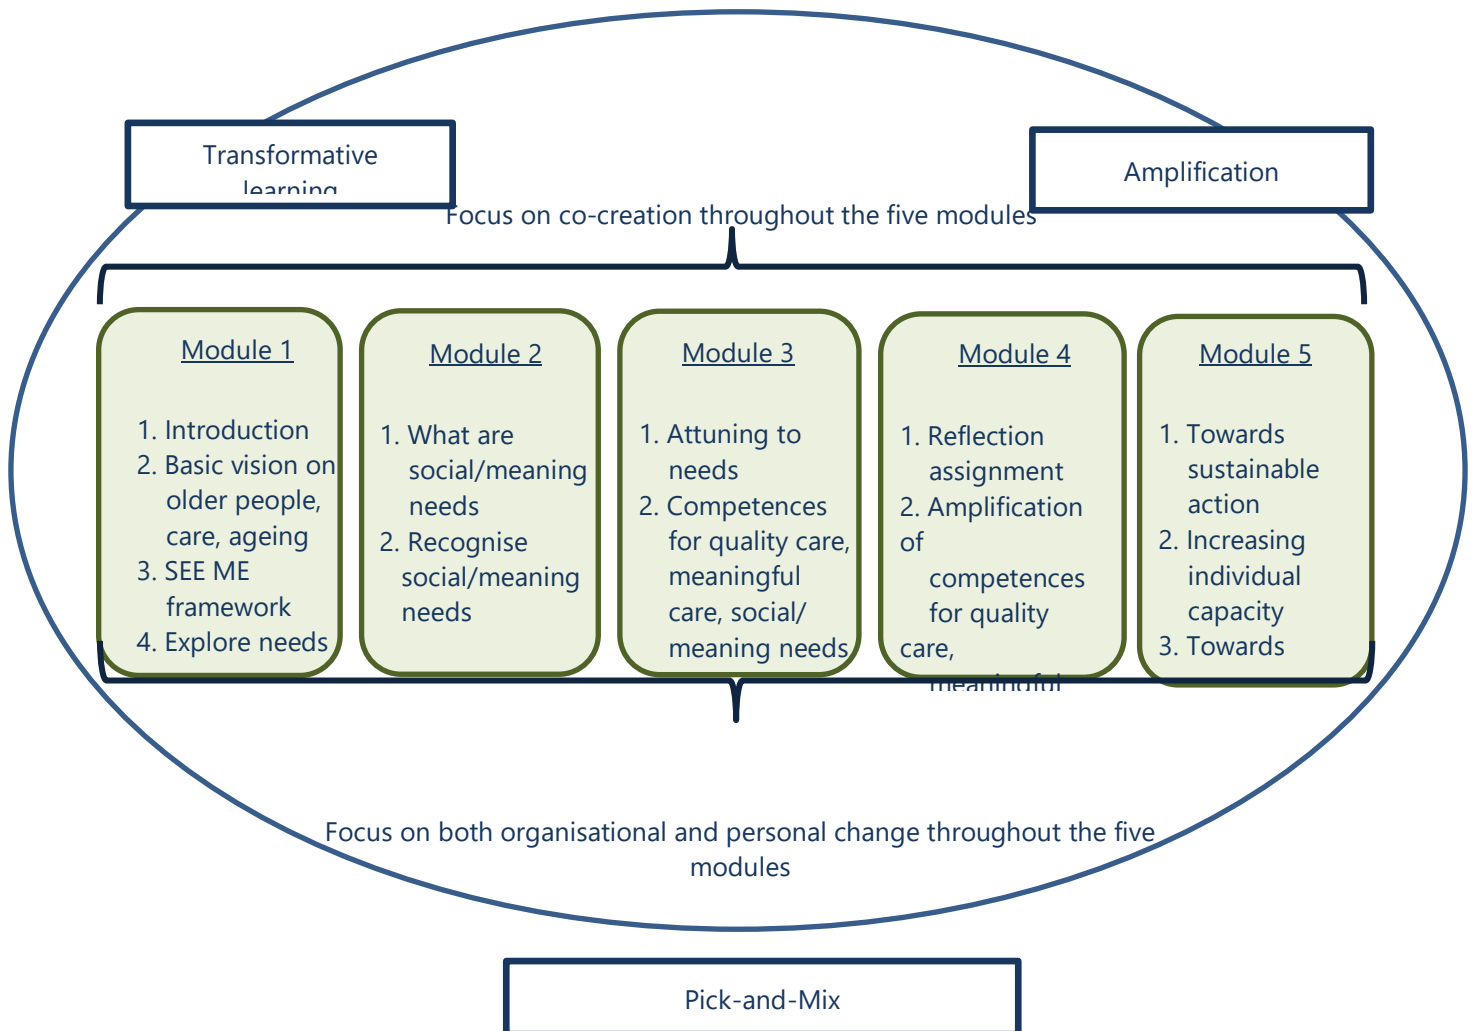 Transformative
learning
Amplification
Focus on co-creation throughout the five modules
Module 1
1. Introduction
2. Basic vision on
older people,
care, ageing
3. SEE ME
framework
4. Explore needs
Module 2
1. What are
social/meaning
needs
2. Recognise
social/meaning
needs
Module 3
1. Attuning to
needs
2. Competences
for quality care,
meaningful
care, social/
meaning needs
Module 4
1. Reflection
assignment
2. Amplification
of
competences
for quality
care,
meaningful
Module 5
1. Towards
sustainable
action
2. Increasing
individual
capacity
3. Towards
Focus on both organisational and personal change throughout the five
modules
Pick-and-Mix